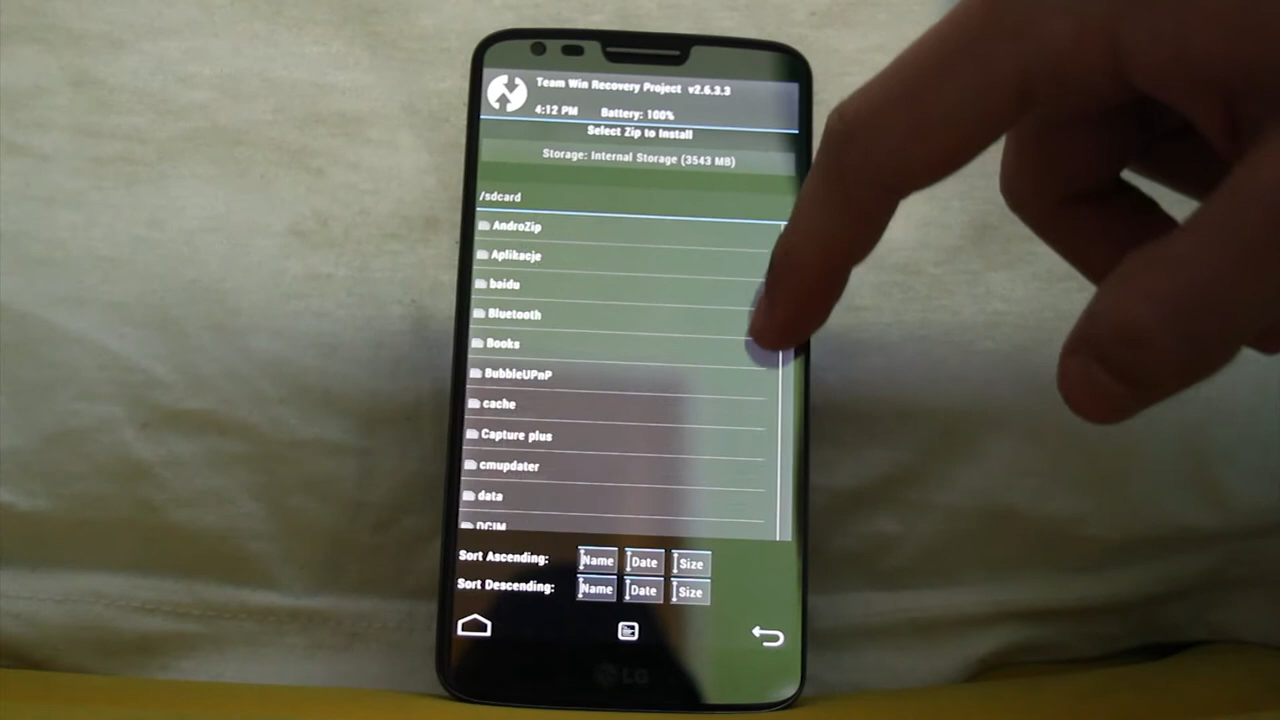 Team Win Recovery Project v2.6.3.3
4:12 PM Battery: 100%
Select Zip to Install
Storage: Internal Storage (3543 MB)
/sdcard
AndroZip
Aplikacje
baidu
Bluetooth
Books
BubbleUPnP
cache
Capture plus
cmupdater
data
DCIM
Sort Ascending: Name Date Size
Sort Descending: Name Date Size
LG